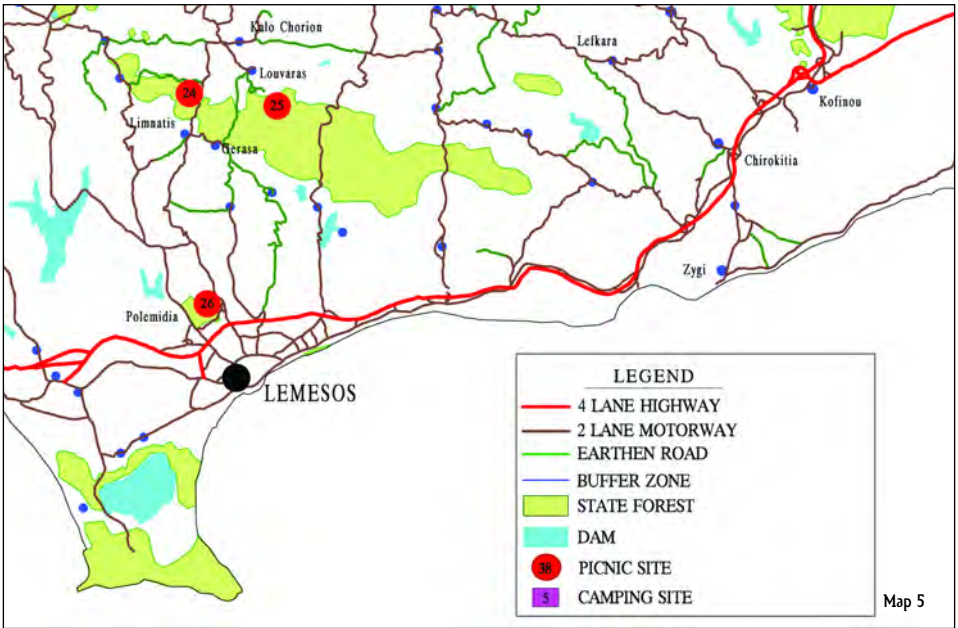 Kalo Chorion
Lefkara
Louvaras
24
25
Kofinou
Limnatis
Gerasa
Chirokitia
Zygi
26
Polemidia
LEMESOS
LEGEND
4 LANE HIGHWAY
2 LANE MOTORWAY
EARTHEN ROAD
BUFFER ZONE
STATE FOREST
DAM
38 PICNIC SITE
5 CAMPING SITE
Map 5